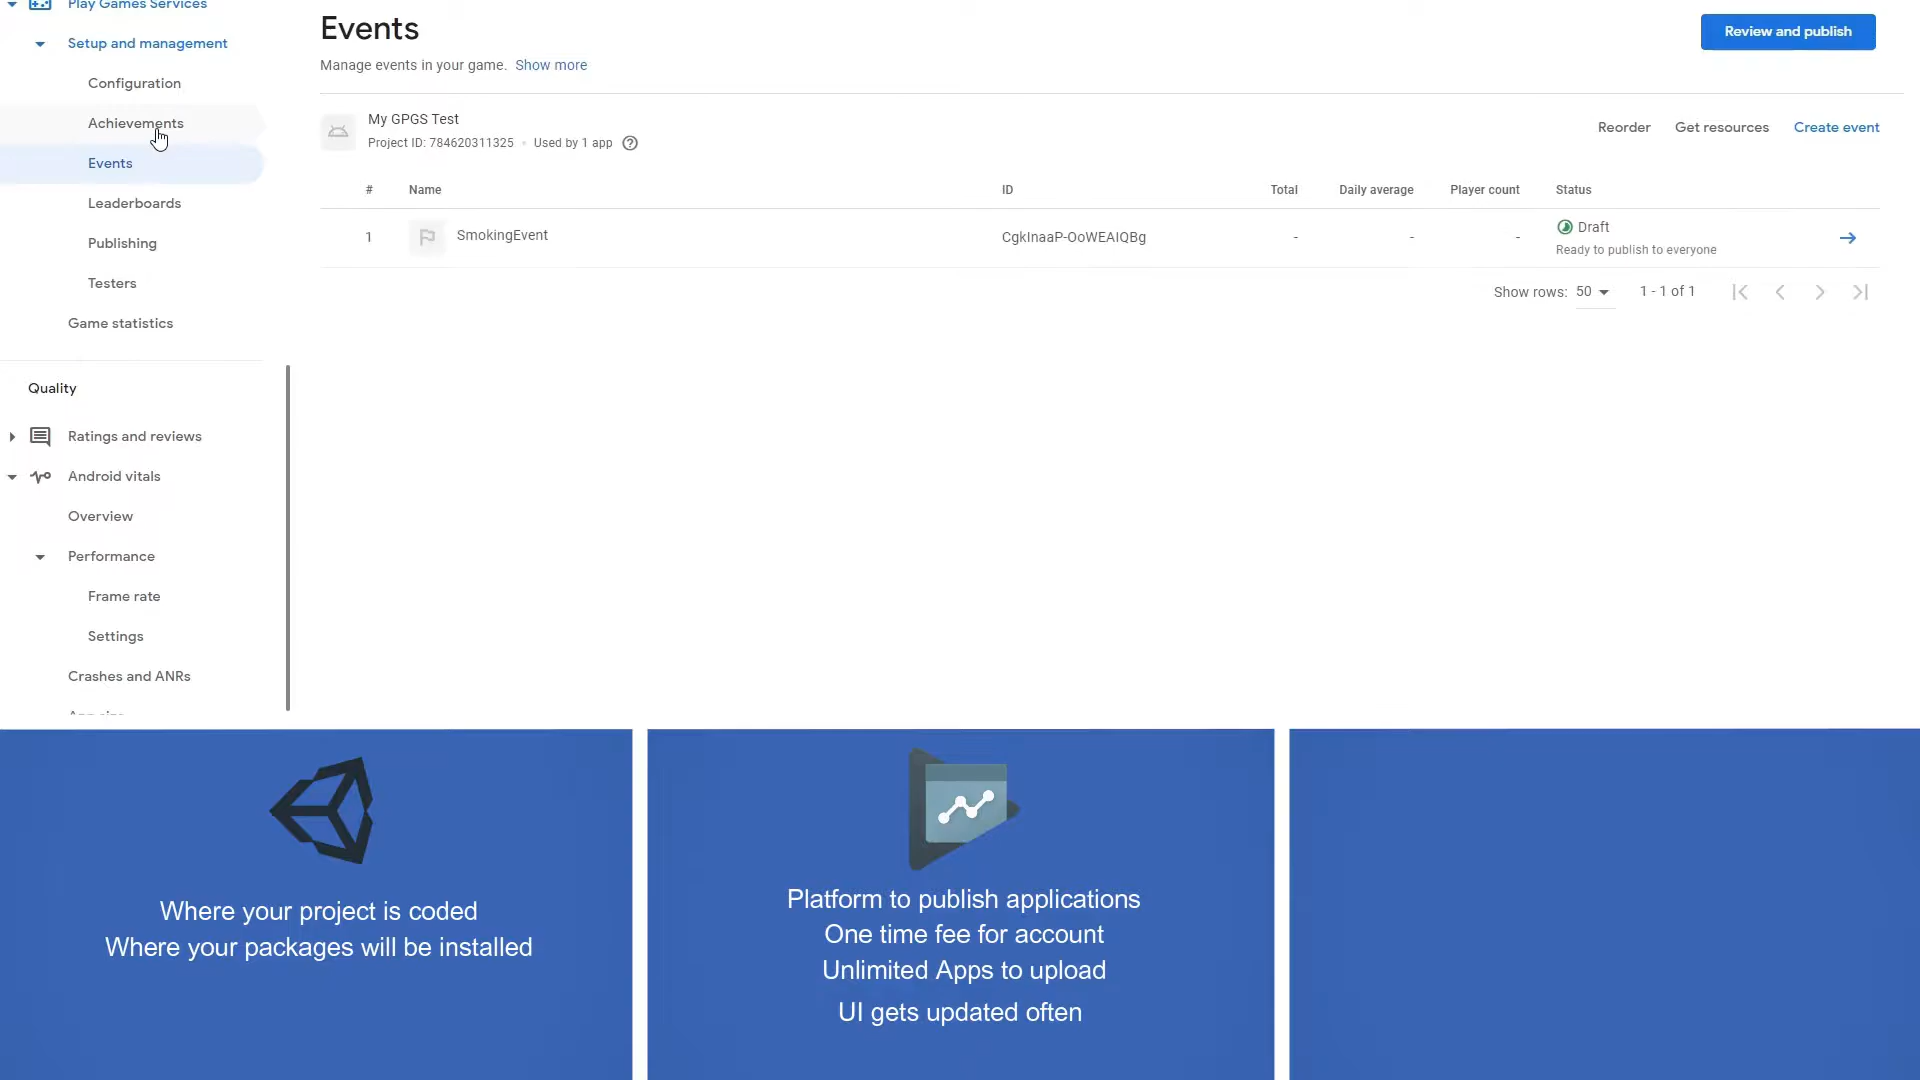 Play Games Services
Setup and management
Configuration
Achievements
Events
Leaderboards
Publishing
Testers
Game statistics
Quality
Ratings and reviews
Android vitals
Overview
Performance
Frame rate
Settings
Crashes and ANRs
Events
Review and publish
Manage events in your game. Show more
My GPGS Test
Project ID: 784620311325 • Used by 1 app
Reorder Get resources Create event
# Name ID Total Daily average Player count Status
1 SmokingEvent CgkInaaP-OoWEAIQBg - - - Draft
Ready to publish to everyone
Show rows: 50 1 - 1 of 1
Where your project is coded
Where your packages will be installed
Platform to publish applications
One time fee for account
Unlimited Apps to upload
UI gets updated often